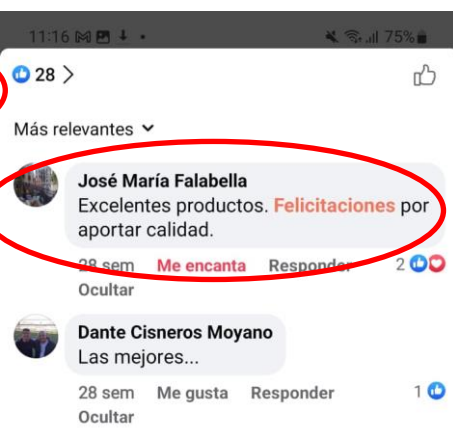 11:16 75%
28 >
Más relevantes
José María Falabella
Excelentes productos. Felicitaciones por
aportar calidad.
28 sem Me encanta Responder 2
Ocultar
Dante Cisneros Moyano
Las mejores...
28 sem Me gusta Responder 1
Ocultar